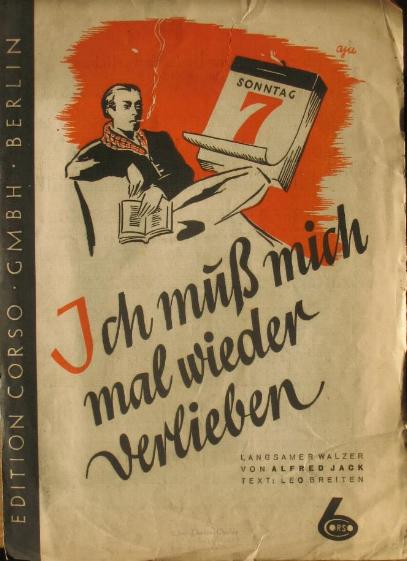 EDITION CORSO · GMBH · BERLIN
aju
SONNTAG
7
Ich muß mich
mal wieder
verlieben
LANGSAMER WALZER
VON ALFRED JACK
TEXT: LEO BREITEN
CORSO